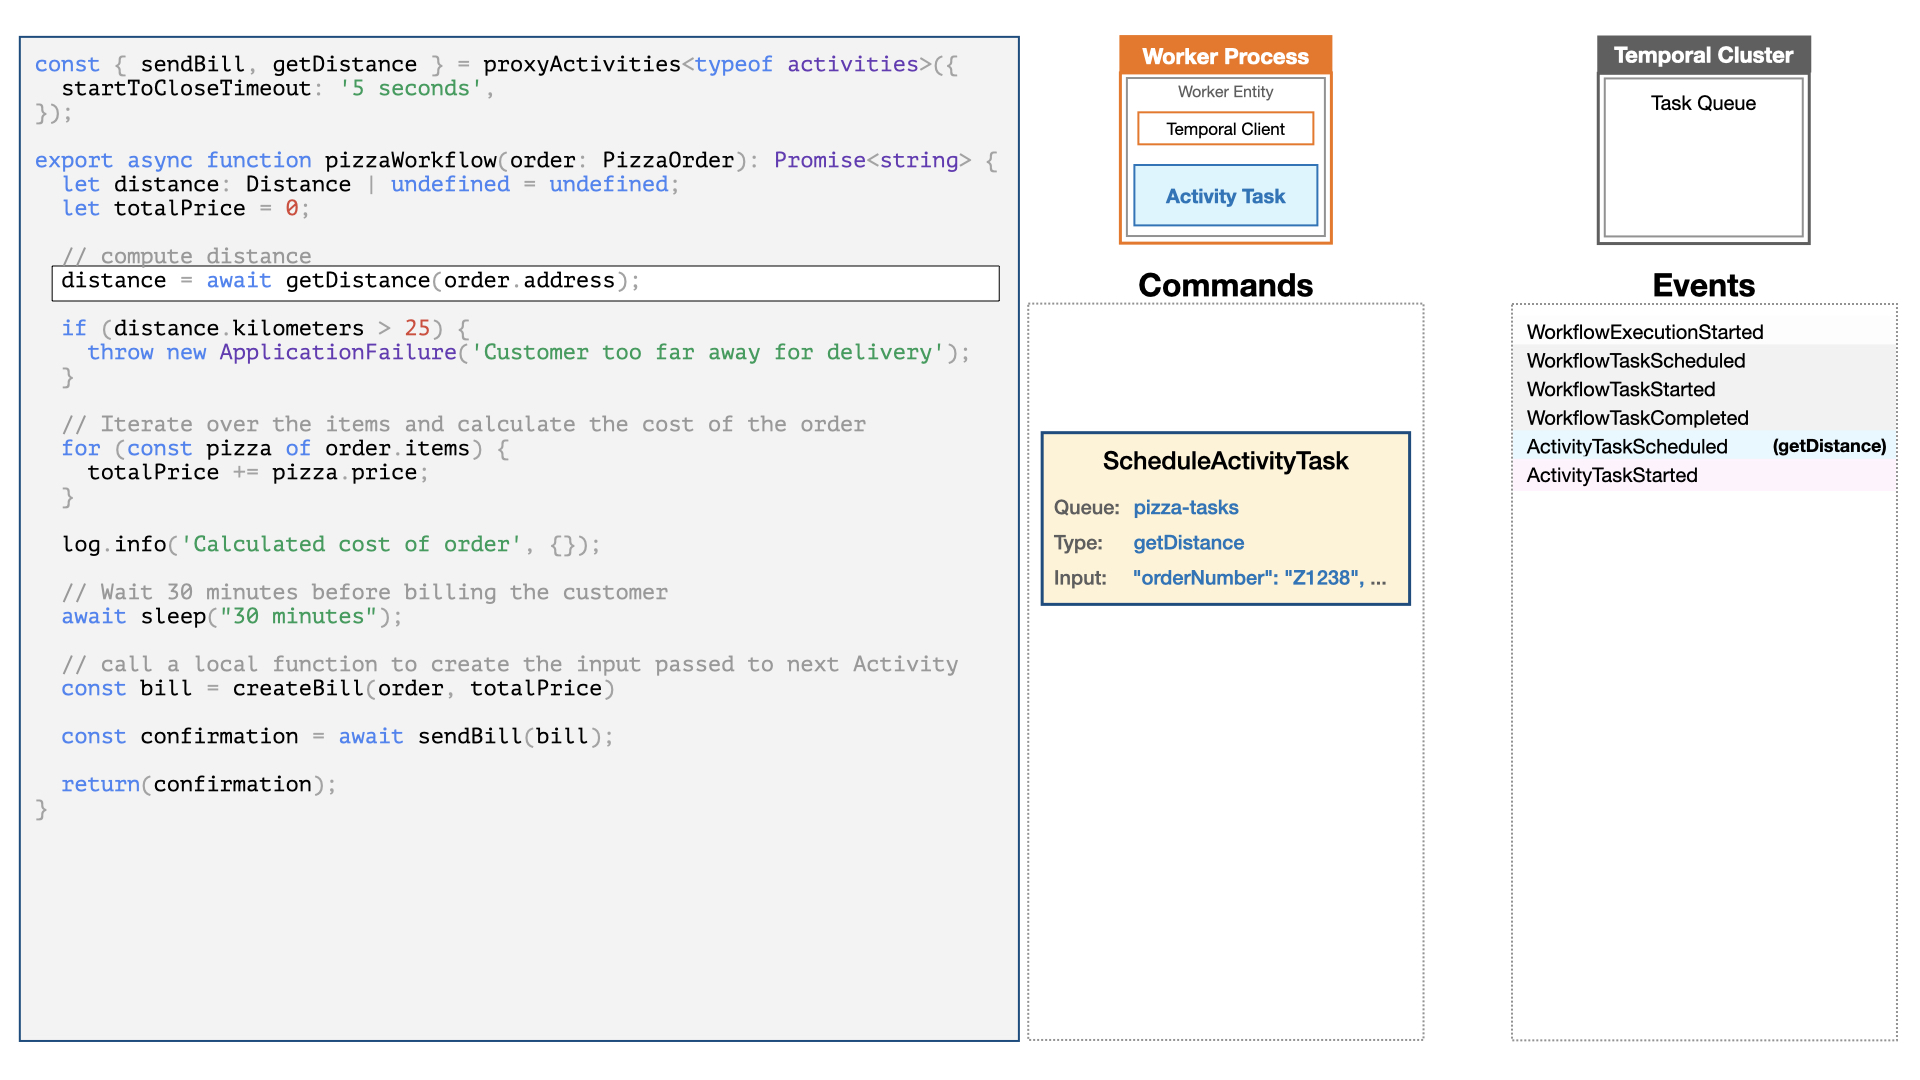 const { sendBill, getDistance } = proxyActivities<typeof activities>({
  startToCloseTimeout: '5 seconds',
});

export async function pizzaWorkflow(order: PizzaOrder): Promise<string> {
  let distance: Distance | undefined = undefined;
  let totalPrice = 0;

  // compute distance
  distance = await getDistance(order.address);

  if (distance.kilometers > 25) {
    throw new ApplicationFailure('Customer too far away for delivery');
  }

  // Iterate over the items and calculate the cost of the order
  for (const pizza of order.items) {
    totalPrice += pizza.price;
  }

  log.info('Calculated cost of order', {});

  // Wait 30 minutes before billing the customer
  await sleep("30 minutes");

  // call a local function to create the input passed to next Activity
  const bill = createBill(order, totalPrice)

  const confirmation = await sendBill(bill);

  return(confirmation);
}
Worker Process
Worker Entity
Temporal Client
Activity Task
Commands
ScheduleActivityTask
Queue: pizza-tasks
Type: getDistance
Input: "orderNumber": "Z1238", ...
Temporal Cluster
Task Queue
Events
WorkflowExecutionStarted
WorkflowTaskScheduled
WorkflowTaskStarted
WorkflowTaskCompleted
ActivityTaskScheduled (getDistance)
ActivityTaskStarted